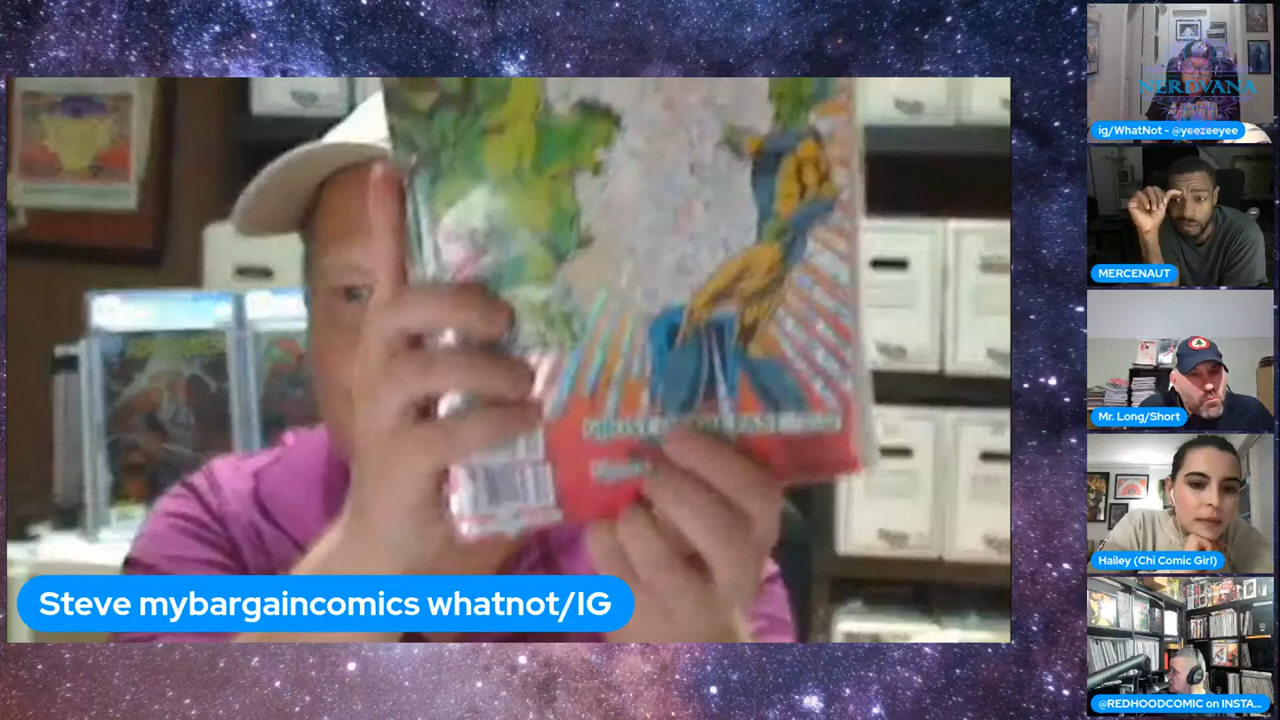 Steve mybargaincomics whatnot/IG
NERDVANA
ig/WhatNot - @yeezeeyee
MERCENAUT
Mr. Long/Short
Hailey (Chi Comic Girl)
@REDHOODCOMIC on INSTA...